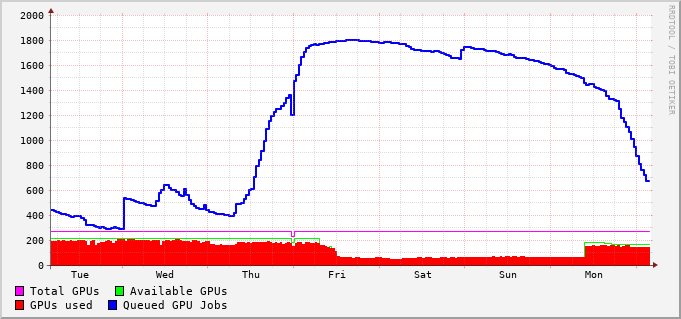 2000
1800
1600
1400
1200
1000
800
600
400
200
0
Tue Wed Thu Fri Sat Sun Mon
Total GPUs Available GPUs
GPUs used Queued GPU Jobs
RRDTOOL / TOBI OETIKER